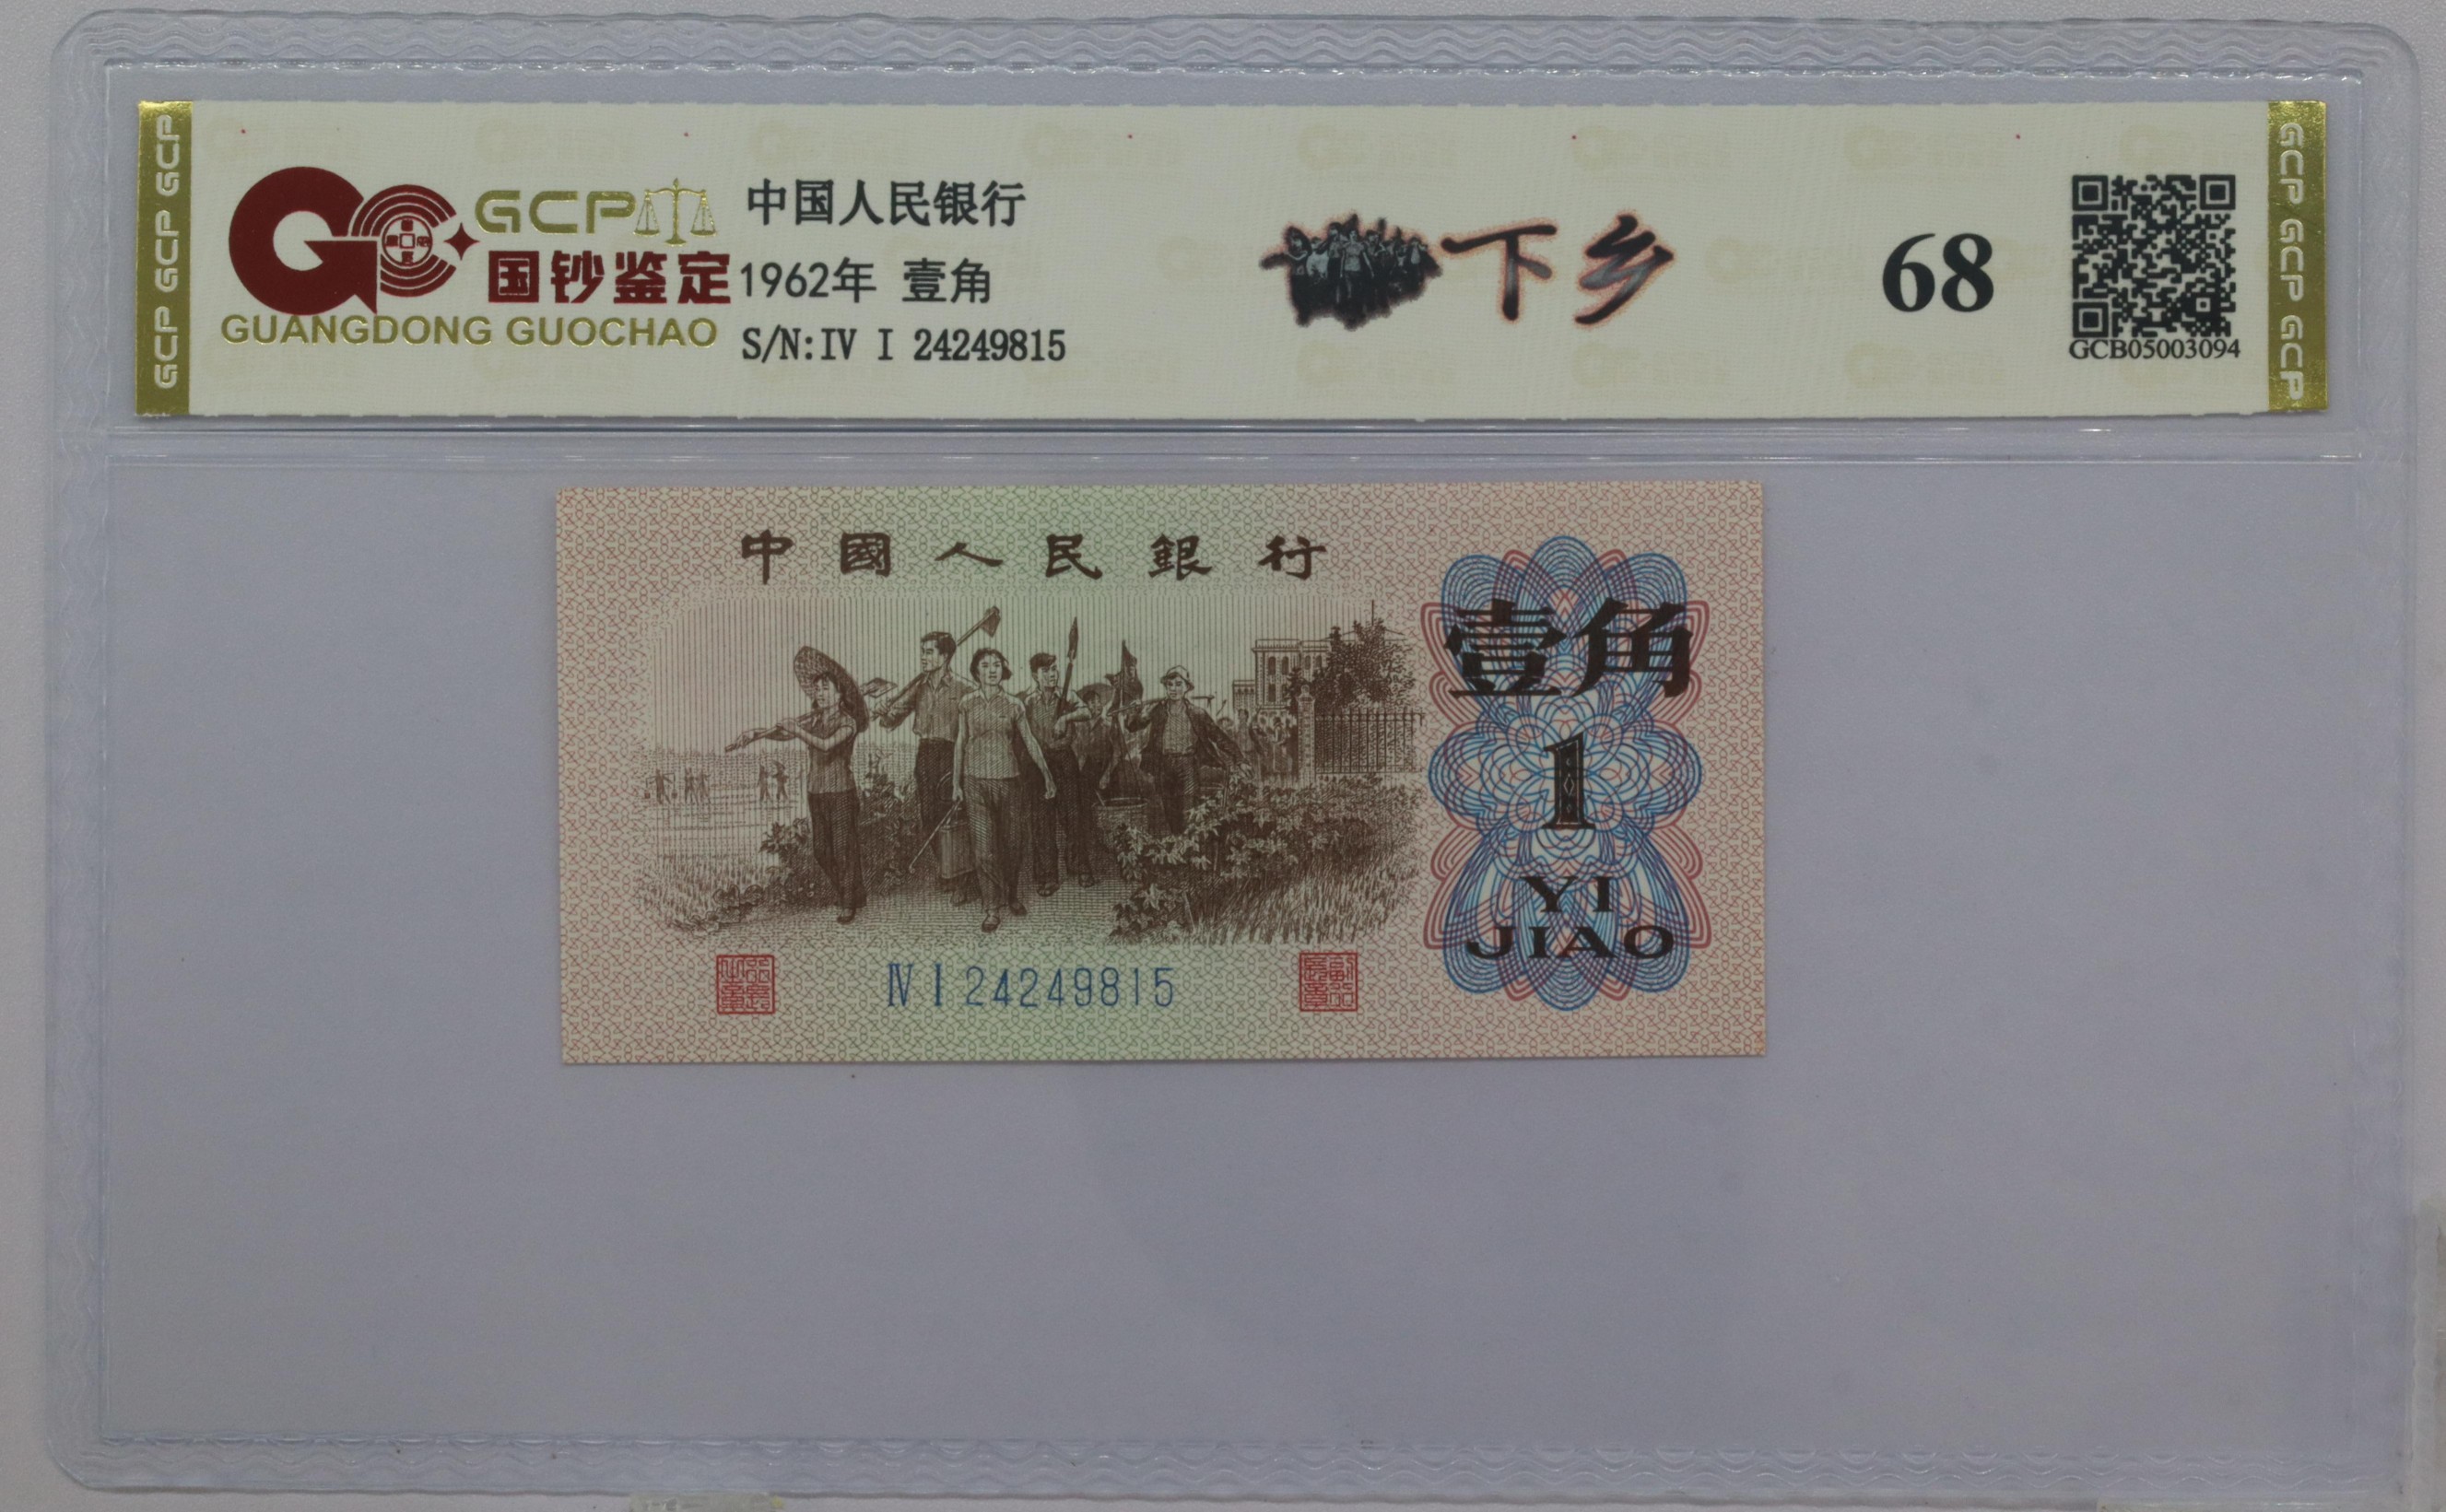 GCP GCP GCP
GCP
国钞鉴定
GUANGDONG GUOCHAO
中国人民银行
1962年 壹角
S/N:IV I 24249815
下乡
68
GCB05003094
GCP GCP GCP
中國人民銀行
壹角
1
YI
JIAO
IV I 24249815